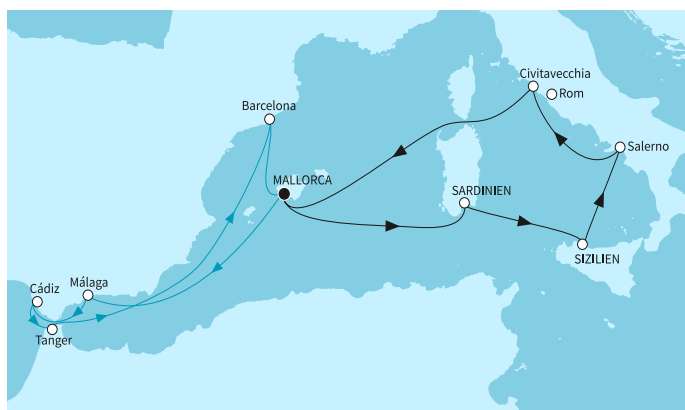 Civitavecchia
Rom
Barcelona
Salerno
MALLORCA
SARDINIEN
SIZILIEN
Málaga
Cádiz
Tanger